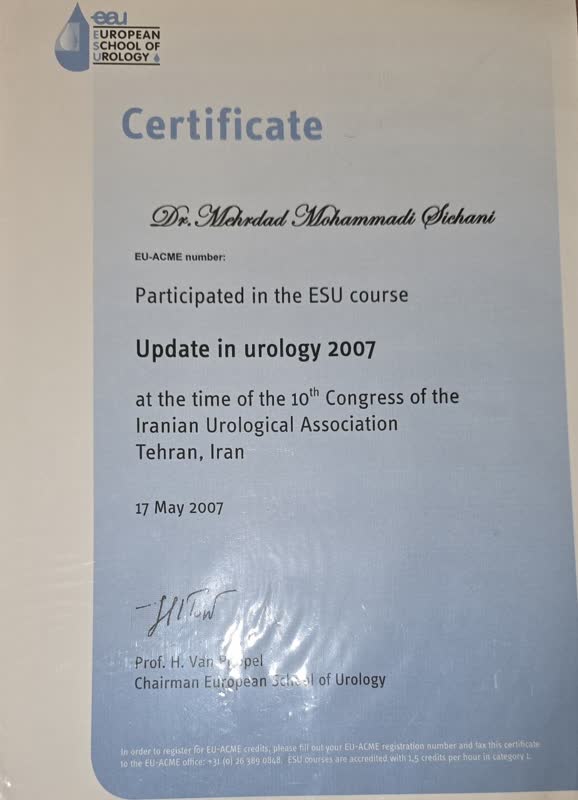 eau
EUROPEAN
SCHOOL OF
UROLOGY
Certificate
Dr. Mehrdad Mohammadi Sichani
EU-ACME number:
Participated in the ESU course
Update in urology 2007
at the time of the 10th Congress of the
Iranian Urological Association
Tehran, Iran
17 May 2007
Prof. H. Van
Chairman European School of Urology
In order to register for EU-ACME credits, please fill out your EU-ACME registration number and fax this certificate
to the EU-ACME office: +31 (0) 26 389 0848. ESU courses are accredited with 1,5 credits per hour in category 1.